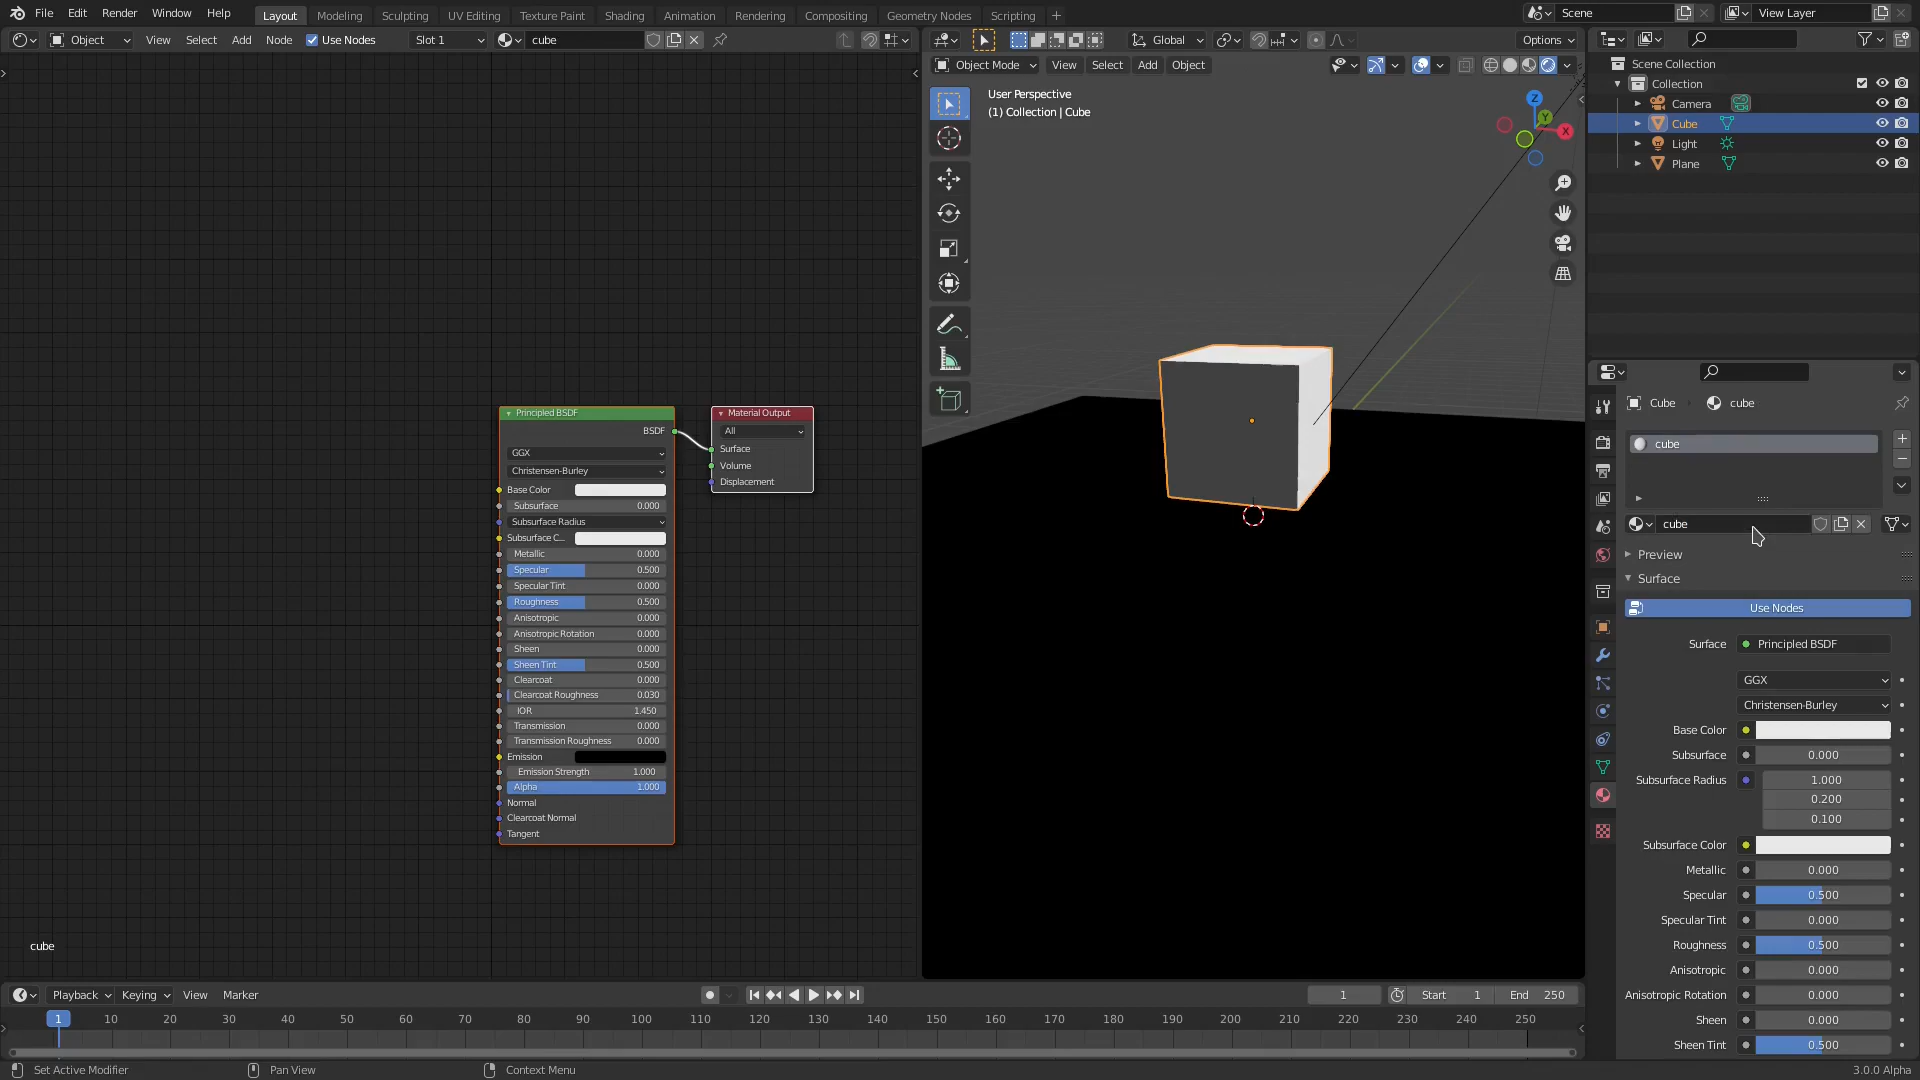 File Edit Render Window Help Layout Modeling Sculpting UV Editing Texture Paint Shading Animation Rendering Compositing Geometry Nodes Scripting + Scene View Layer
Object View Select Add Node Use Nodes Slot 1 cube
Global Options
Object Mode View Select Add Object
User Perspective
(1) Collection | Cube
Z
Y
X
Scene Collection
Collection
Camera
Cube
Light
Plane
Principled BSDF
BSDF
GGX
Christensen-Burley
Base Color
Subsurface 0.000
Subsurface Radius
Subsurface C...
Metallic 0.000
Specular 0.500
Specular Tint 0.000
Roughness 0.500
Anisotropic 0.000
Anisotropic Rotation 0.000
Sheen 0.000
Sheen Tint 0.500
Clearcoat 0.000
Clearcoat Roughness 0.030
IOR 1.450
Transmission 0.000
Transmission Roughness 0.000
Emission
Emission Strength 1.000
Alpha 1.000
Normal
Clearcoat Normal
Tangent
Material Output
All
Surface
Volume
Displacement
cube
Cube cube
cube
cube
Preview
Surface
Use Nodes
Surface Principled BSDF
GGX
Christensen-Burley
Base Color
Subsurface 0.000
Subsurface Radius 1.000
0.200
0.100
Subsurface Color
Metallic 0.000
Specular 0.500
Specular Tint 0.000
Roughness 0.500
Anisotropic 0.000
Anisotropic Rotation 0.000
Sheen 0.000
Sheen Tint 0.500
Playback Keying View Marker 1 Start 1 End 250
1 10 20 30 40 50 60 70 80 90 100 110 120 130 140 150 160 170 180 190 200 210 220 230 240 250
Set Active Modifier Pan View Context Menu 3.0.0 Alpha